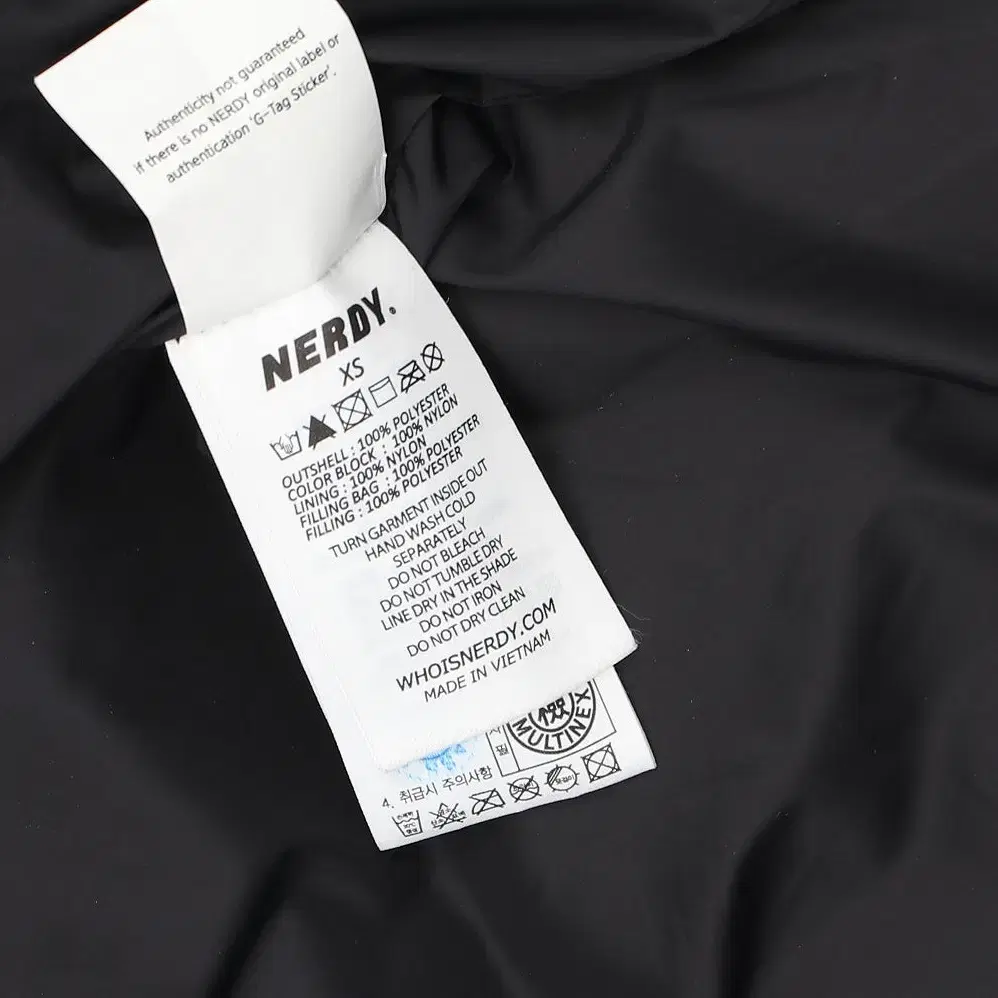 Authenticity not guaranteed
if there is no NERDY original label or
authentication ‘G-Tag Sticker’.
NERDY.
XS
OUTSHELL : 100% POLYESTER
COLOR BLOCK : 100% NYLON
LINING : 100% NYLON
FILLING BAG : 100% POLYESTER
FILLING : 100% POLYESTER
TURN GARMENT INSIDE OUT
HAND WASH COLD
SEPARATELY
DO NOT BLEACH
DO NOT TUMBLE DRY
LINE DRY IN THE SHADE
DO NOT IRON
DO NOT DRY CLEAN
WHOISNERDY.COM
MADE IN VIETNAM
MULTINEX
4. 취급시 주의사항